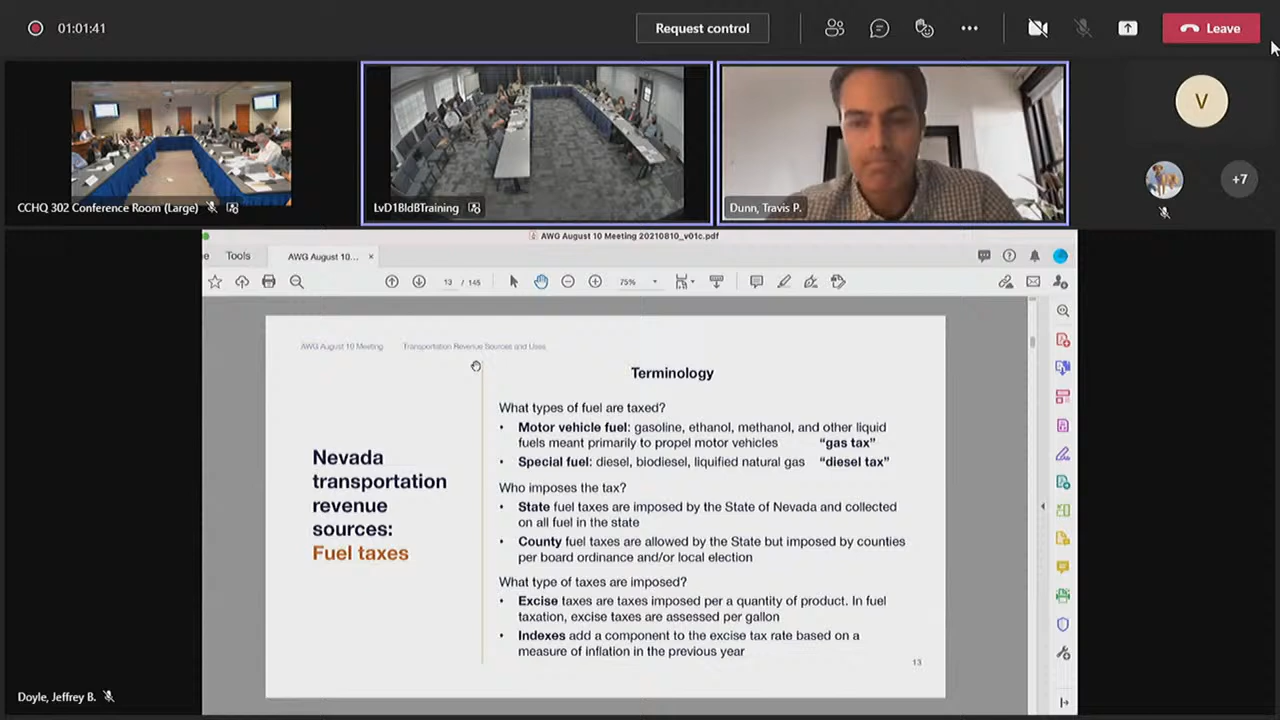 01:01:41
Request control
Leave
CCHQ 302 Conference Room (Large)
LvD1BldBTraining
Dunn, Travis P.
V
+7
AWG August 10 Meeting 20210810_v01c.pdf
e
Tools
AWG August 10... ×
13 / 145
75%
AWG August 10 Meeting Transportation Revenue Sources and Uses
Terminology
Nevada
transportation
revenue
sources:
Fuel taxes
What types of fuel are taxed?
• Motor vehicle fuel: gasoline, ethanol, methanol, and other liquid
fuels meant primarily to propel motor vehicles “gas tax”
• Special fuel: diesel, biodiesel, liquified natural gas “diesel tax”
Who imposes the tax?
• State fuel taxes are imposed by the State of Nevada and collected
on all fuel in the state
• County fuel taxes are allowed by the State but imposed by counties
per board ordinance and/or local election
What type of taxes are imposed?
• Excise taxes are taxes imposed per a quantity of product. In fuel
taxation, excise taxes are assessed per gallon
• Indexes add a component to the excise tax rate based on a
measure of inflation in the previous year
13
Doyle, Jeffrey B.